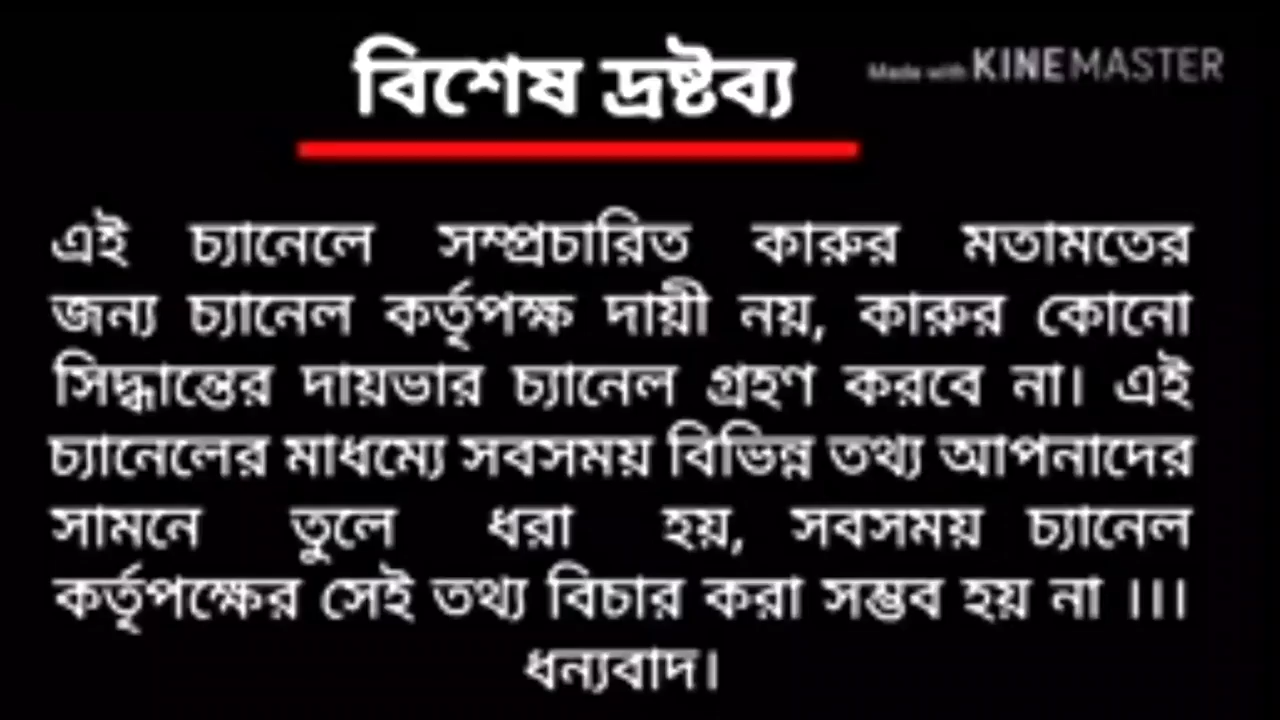 বিশেষ দ্রষ্টব্য
Made with KINEMASTER
এই চ্যানেলে সম্প্রচারিত কারুর মতামতের
জন্য চ্যানেল কর্তৃপক্ষ দায়ী নয়, কারুর কোনো
সিদ্ধান্তের দায়ভার চ্যানেল গ্রহণ করবে না। এই
চ্যানেলের মাধম্যে সবসময় বিভিন্ন তথ্য আপনাদের
সামনে তুলে ধরা হয়, সবসময় চ্যানেল
কর্তৃপক্ষের সেই তথ্য বিচার করা সম্ভব হয় না ।।।
ধন্যবাদ।